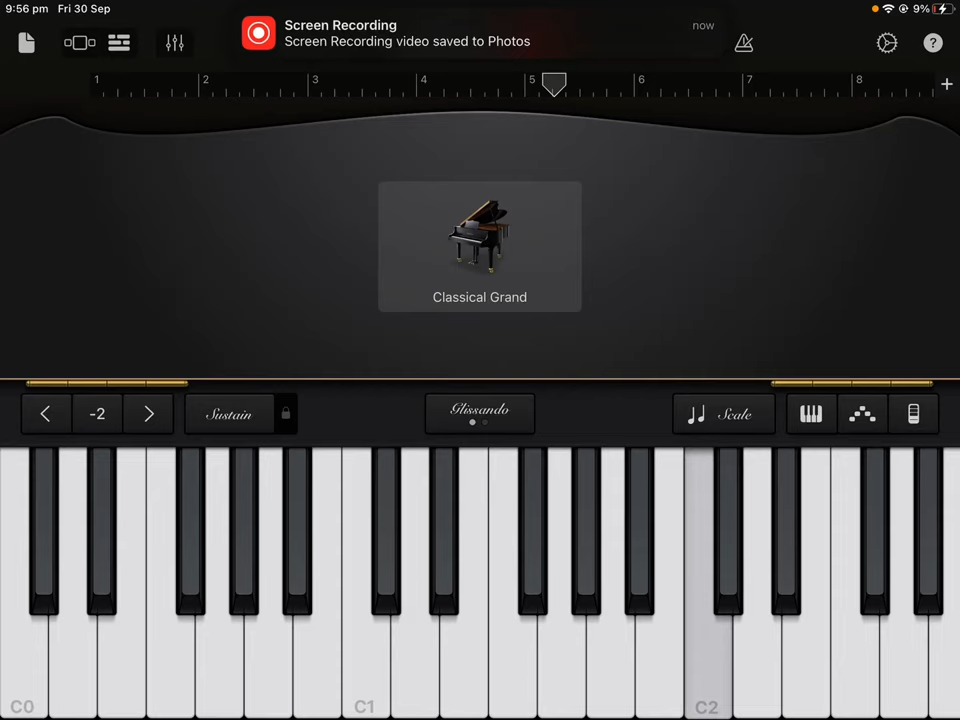 9:56 pm Fri 30 Sep
9%
Screen Recording
now
Screen Recording video saved to Photos
?
1 2 3 4 5 6 7 8 +
Classical Grand
-2
Sustain
Glissando
Scale
C0 C1 C2